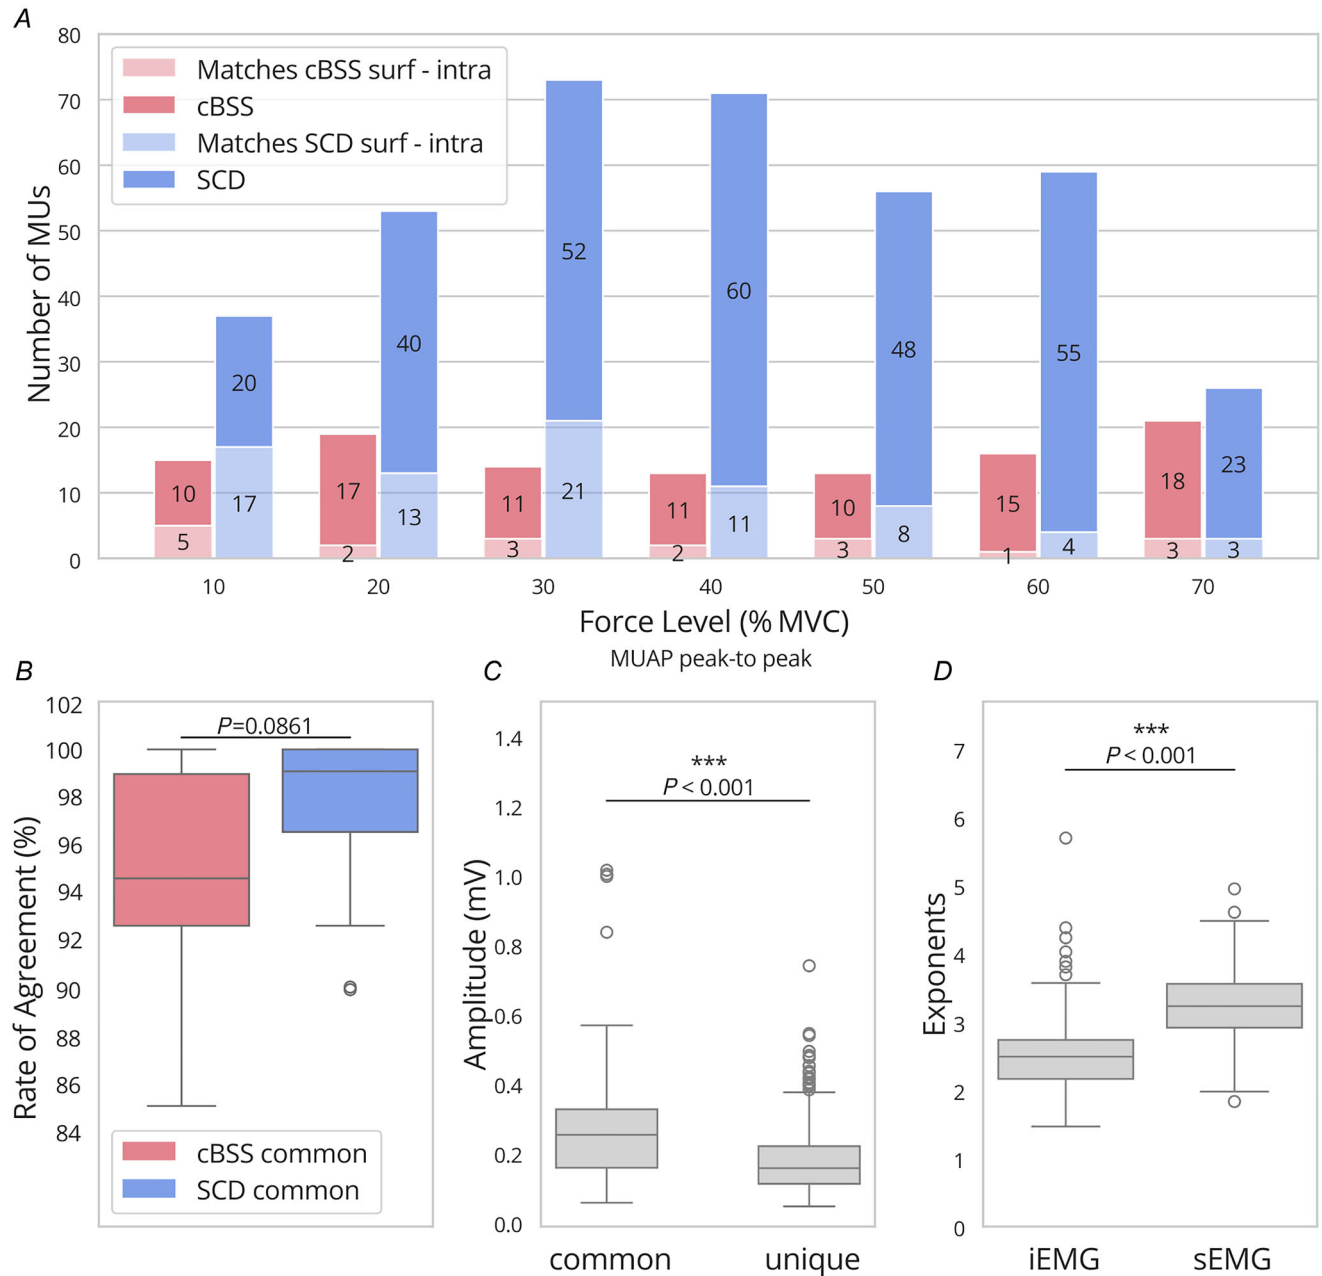 A
80
70
60
50
40
30
20
10
0
Number of MUs
Matches cBSS surf - intra
cBSS
Matches SCD surf - intra
SCD
10
5
20
17
17
2
40
13
11
3
52
21
11
2
60
11
10
3
48
8
15
1
55
4
18
3
23
3
10 20 30 40 50 60 70
Force Level (% MVC)
B
102
100
98
96
94
92
90
88
86
84
Rate of Agreement (%)
P=0.0861
cBSS common
SCD common
C
MUAP peak-to peak
1.4
1.2
1.0
0.8
0.6
0.4
0.2
0.0
Amplitude (mV)
***
P < 0.001
common unique
D
7
6
5
4
3
2
1
0
Exponents
***
P < 0.001
iEMG sEMG